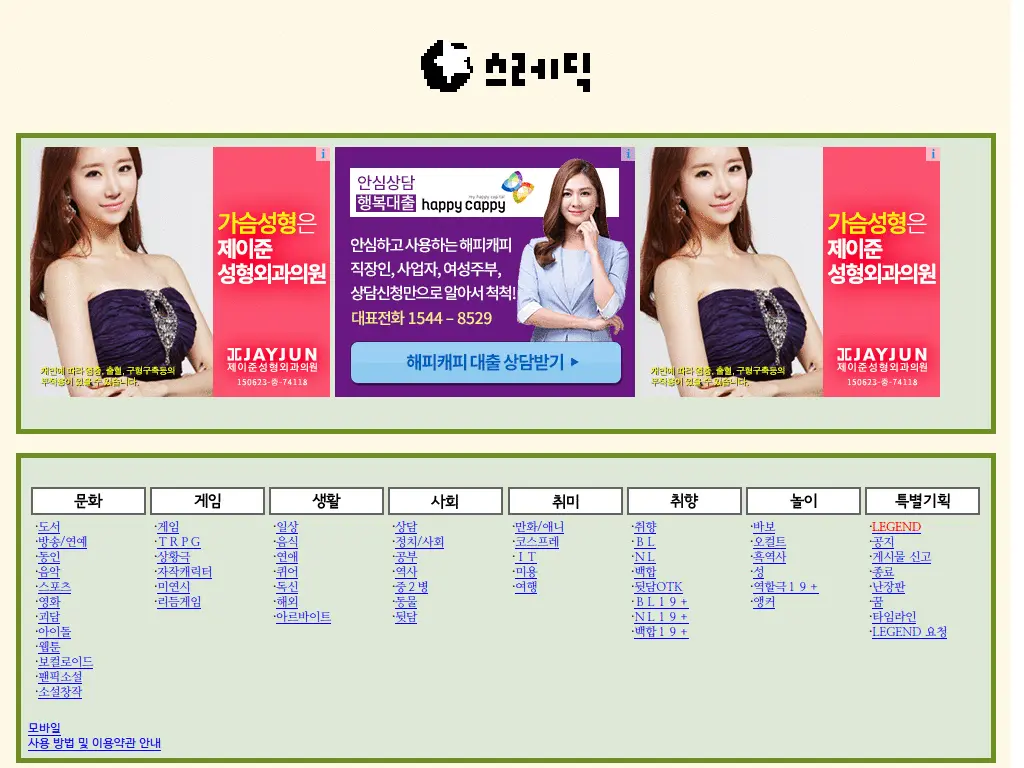 스레딕
가슴성형은
제이준
성형외과의원
JAYJUN
제이준성형외과의원
150623-중-74118
개인에 따라 염증, 출혈, 구형구축등의
부작용이 있을 수 있습니다.
안심상담
행복대출 happy cappy
my happy capital
안심하고 사용하는 해피캐피
직장인, 사업자, 여성주부,
상담신청만으로 알아서 척척!
대표전화 1544 – 8529
해피캐피 대출 상담받기 ▶
가슴성형은
제이준
성형외과의원
JAYJUN
제이준성형외과의원
150623-중-74118
개인에 따라 염증, 출혈, 구형구축등의
부작용이 있을 수 있습니다.
문화
·도서
·방송/연예
·통인
·음악
·스포츠
·영화
·괴담
·아이돌
·웹툰
·보컬로이드
·팬픽소설
·소설창작
게임
·게임
·ＴＲＰＧ
·상황극
·자작캐릭터
·미연시
·리듬게임
생활
·일상
·음식
·연애
·퀴어
·독신
·해외
·아르바이트
사회
·상담
·정치/사회
·공부
·역사
·중２병
·동물
·뒷담
취미
·만화/애니
·코스프레
·ＩＴ
·미용
·여행
취향
·취향
·ＢＬ
·NL
·백합
·뒷담OTK
·ＢＬ１９＋
·NL１９＋
·백합１９＋
놀이
·바보
·오컬트
·흑역사
·성
·역할극１９＋
·앵커
특별기획
·LEGEND
·공지
·게시물 신고
·종료
·난장판
·꿈
·타임라인
·LEGEND 요청
모바일
사용 방법 및 이용약관 안내